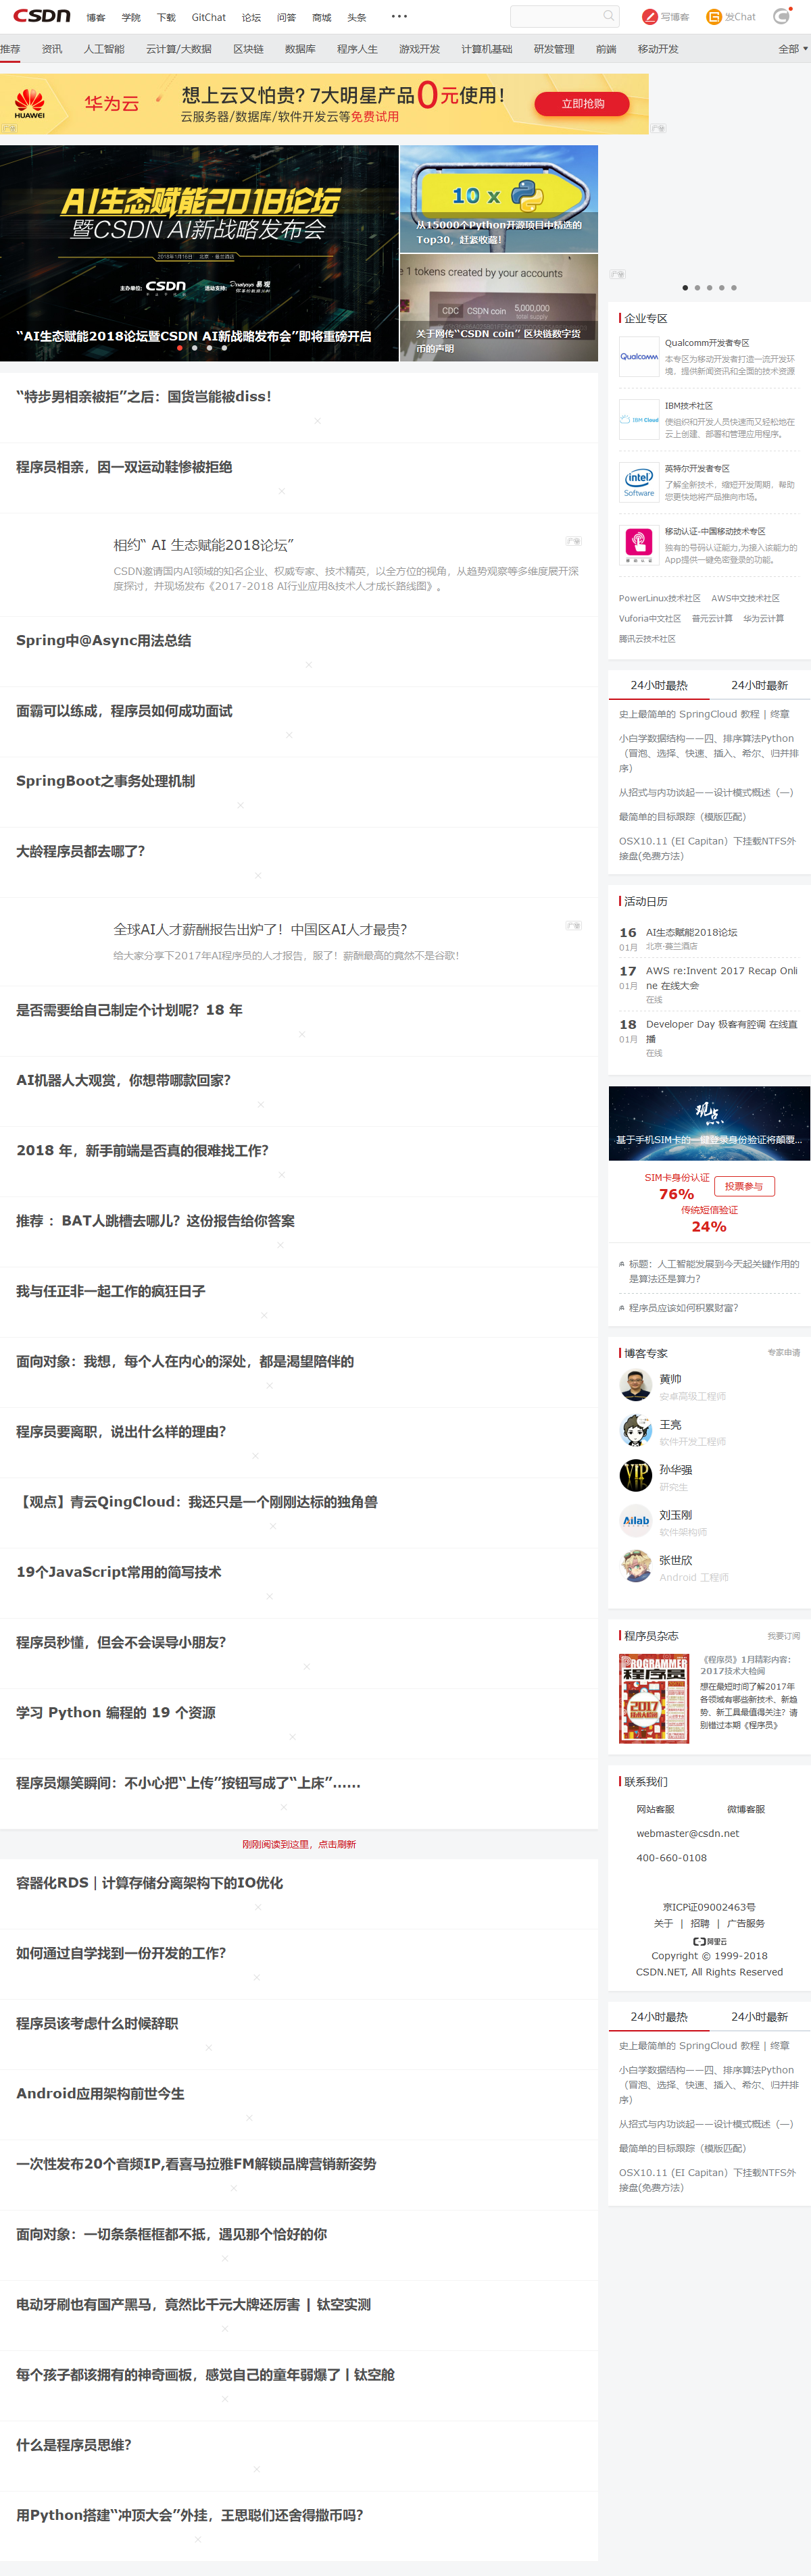 CSDN 博客 学院 下载 GitChat 论坛 问答 商城 头条 ••• 写博客 发Chat
推荐 资讯 人工智能 云计算/大数据 区块链 数据库 程序人生 游戏开发 计算机基础 研发管理 前端 移动开发 全部
HUAWEI 华为云 想上云又怕贵? 7大明星产品0元使用! 立即抢购
云服务器/数据库/软件开发云等免费试用
广告 广告
AI生态赋能2018论坛
暨CSDN AI新战略发布会
2018年1月16日 北京·曼兰酒店
主办单位: CSDN 活动支持: analysys 易观
“AI生态赋能2018论坛暨CSDN AI新战略发布会”即将重磅开启
10 x
从15000个Python开源项目中精选的
Top30，赶紧收藏！
e 1 tokens created by your accounts
CDC CSDN coin 5,000,000
total supply
关于网传“CSDN coin” 区块链数字货
币的声明
广告
“特步男相亲被拒”之后：国货岂能被diss！
程序员相亲，因一双运动鞋惨被拒绝
相约“ AI 生态赋能2018论坛”
广告
CSDN邀请国内AI领域的知名企业、权威专家、技术精英，以全方位的视角，从趋势观察等多维度展开深
度探讨，并现场发布《2017-2018 AI行业应用&技术人才成长路线图》。
Spring中@Async用法总结
面霸可以练成，程序员如何成功面试
SpringBoot之事务处理机制
大龄程序员都去哪了？
全球AI人才薪酬报告出炉了！中国区AI人才最贵？
广告
给大家分享下2017年AI程序员的人才报告，服了！薪酬最高的竟然不是谷歌！
是否需要给自己制定个计划呢？18 年
AI机器人大观赏，你想带哪款回家？
2018 年，新手前端是否真的很难找工作？
推荐 ：BAT人跳槽去哪儿？这份报告给你答案
我与任正非一起工作的疯狂日子
面向对象：我想，每个人在内心的深处，都是渴望陪伴的
程序员要离职，说出什么样的理由？
【观点】青云QingCloud：我还只是一个刚刚达标的独角兽
19个JavaScript常用的简写技术
程序员秒懂，但会不会误导小朋友？
学习 Python 编程的 19 个资源
程序员爆笑瞬间：不小心把“上传”按钮写成了“上床”......
刚刚阅读到这里，点击刷新
容器化RDS｜计算存储分离架构下的IO优化
如何通过自学找到一份开发的工作？
程序员该考虑什么时候辞职
Android应用架构前世今生
一次性发布20个音频IP,看喜马拉雅FM解锁品牌营销新姿势
面向对象：一切条条框框都不抵，遇见那个恰好的你
电动牙刷也有国产黑马，竟然比千元大牌还厉害 | 钛空实测
每个孩子都该拥有的神奇画板，感觉自己的童年弱爆了丨钛空舱
什么是程序员思维？
用Python搭建“冲顶大会”外挂，王思聪们还舍得撒币吗？
企业专区
Qualcomm
Qualcomm开发者专区
本专区为移动开发者打造一流开发环
境、提供新闻资讯和全面的技术资源
IBM Cloud
IBM技术社区
使组织和开发人员快速而又轻松地在
云上创建、部署和管理应用程序。
intel Software
英特尔开发者专区
了解全新技术、缩短开发周期、帮助
您更快地将产品推向市场。
移动认证-中国移动技术专区
独有的号码认证能力,为接入该能力的
App提供一键免密登录的功能。
PowerLinux技术社区 AWS中文技术社区
Vuforia中文社区 普元云计算 华为云计算
腾讯云技术社区
24小时最热 24小时最新
史上最简单的 SpringCloud 教程 | 终章
小白学数据结构——四、排序算法Python
（冒泡、选择、快速、插入、希尔、归并排
序）
从招式与内功谈起——设计模式概述（一）
最简单的目标跟踪（模版匹配）
OSX10.11 (EI Capitan）下挂载NTFS外
接盘(免费方法）
活动日历
16 AI生态赋能2018论坛
01月 北京·曼兰酒店
17 AWS re:Invent 2017 Recap Onli
01月 ne 在线大会
在线
18 Developer Day 极客有腔调 在线直
01月 播
在线
观点
基于手机SIM卡的一键登录身份验证将颠覆...
SIM卡身份认证
76%
投票参与
传统短信验证
24%
标题：人工智能发展到今天起关键作用的
是算法还是算力？
程序员应该如何积累财富？
博客专家 专家申请
黄帅
安卓高级工程师
王亮
软件开发工程师
VIP
孙华强
研究生
Ailab
刘玉刚
软件架构师
张世欣
Android 工程师
程序员杂志 我要订阅
PROGRAMMER
程序员
2017
《程序员》1月精彩内容：
2017技术大检阅
想在最短时间了解2017年
各领域有哪些新技术、新趋
势、新工具最值得关注？请
别错过本期《程序员》
联系我们
网站客服 微博客服
webmaster@csdn.net
400-660-0108
京ICP证09002463号
关于 | 招聘 | 广告服务
阿里云
Copyright © 1999-2018
CSDN.NET, All Rights Reserved
24小时最热 24小时最新
史上最简单的 SpringCloud 教程 | 终章
小白学数据结构——四、排序算法Python
（冒泡、选择、快速、插入、希尔、归并排
序）
从招式与内功谈起——设计模式概述（一）
最简单的目标跟踪（模版匹配）
OSX10.11 (EI Capitan）下挂载NTFS外
接盘(免费方法）